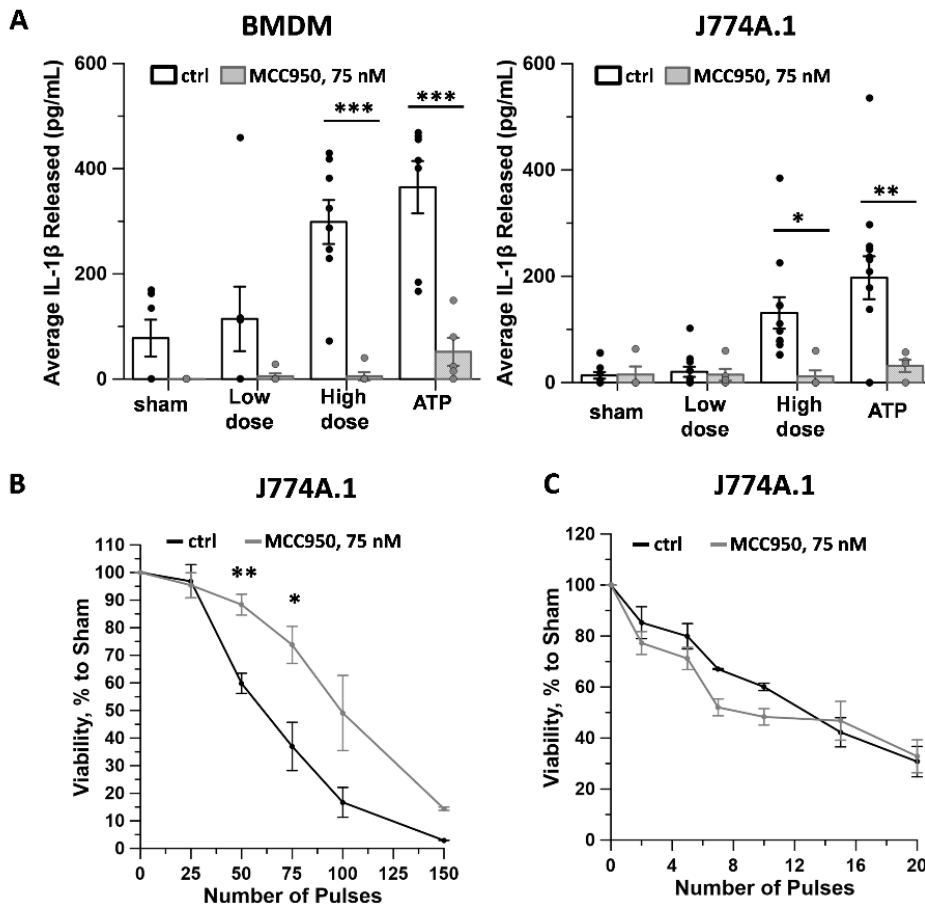 A
BMDM
J774A.1
Average IL-1β Released (pg/mL)
600
400
200
0
ctrl
MCC950, 75 nM
***
***
sham
Low dose
High dose
ATP
Average IL-1β Released (pg/mL)
600
400
200
0
ctrl
MCC950, 75 nM
*
**
sham
Low dose
High dose
ATP
B
J774A.1
Viability, % to Sham
110
100
90
80
70
60
50
40
30
20
10
0
ctrl
MCC950, 75 nM
**
*
0
25
50
75
100
125
150
Number of Pulses
C
J774A.1
Viability, % to Sham
120
100
80
60
40
20
0
ctrl
MCC950, 75 nM
0
4
8
12
16
20
Number of Pulses